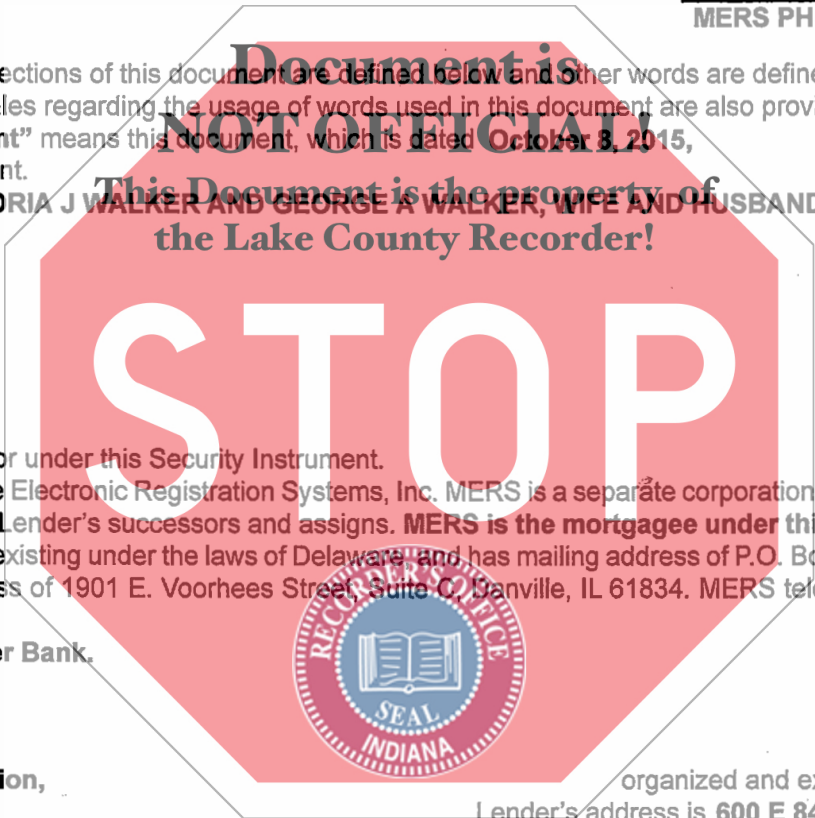 MERS PH
Document is
ections of this document are defined below and other words are define
les regarding the usage of words used in this document are also provi
NOT OFFICIAL!
nt” means this document, which is dated October 8, 2015,
nt.
This Document is the property of
RIA J WALKER AND GEORGE A WALKER, WIFE AND HUSBAND
the Lake County Recorder!
STOP
or under this Security Instrument.
e Electronic Registration Systems, Inc. MERS is a separate corporation
Lender's successors and assigns. MERS is the mortgagee under thi
existing under the laws of Delaware, and has mailing address of P.O. Bo
ss of 1901 E. Voorhees Street, Suite C, Danville, IL 61834. MERS tel
RECORDER'S OFFICE
er Bank.
SEAL
INDIANA
ion,
organized and ex
Lender's address is 600 E 84